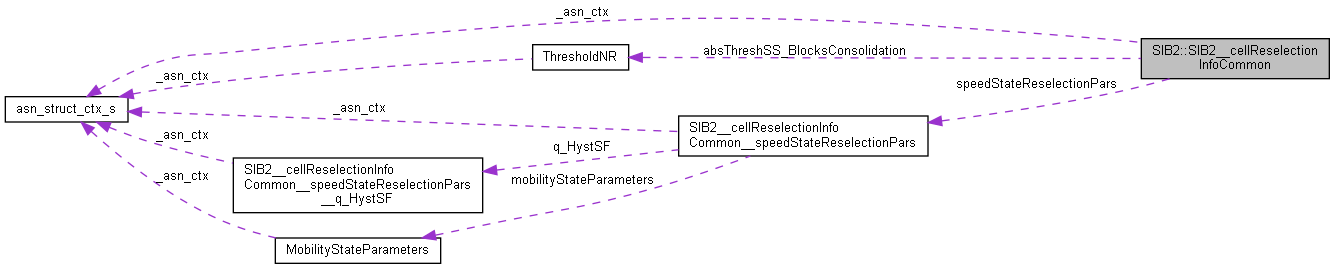 _asn_ctx
SIB2::SIB2__cellReselection
InfoCommon
absThreshSS_BlocksConsolidation
ThresholdNR
_asn_ctx
speedStateReselectionPars
asn_struct_ctx_s
_asn_ctx
SIB2__cellReselectionInfo
Common__speedStateReselectionPars
_asn_ctx
q_HystSF
SIB2__cellReselectionInfo
Common__speedStateReselectionPars
__q_HystSF
_asn_ctx
mobilityStateParameters
MobilityStateParameters